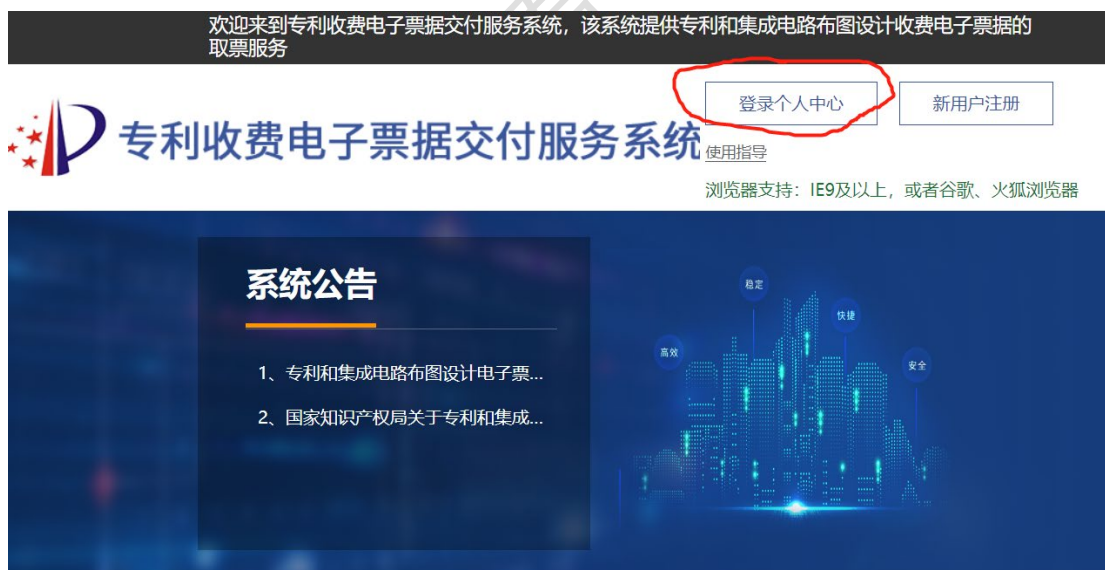 欢迎来到专利收费电子票据交付服务系统，该系统提供专利和集成电路布图设计收费电子票据的
取票服务
专利收费电子票据交付服务系统
登录个人中心
新用户注册
使用指导
浏览器支持：IE9及以上，或者谷歌、火狐浏览器
系统公告
1、专利和集成电路布图设计电子票...
2、国家知识产权局关于专利和集成...
稳定
快捷
高效
安全